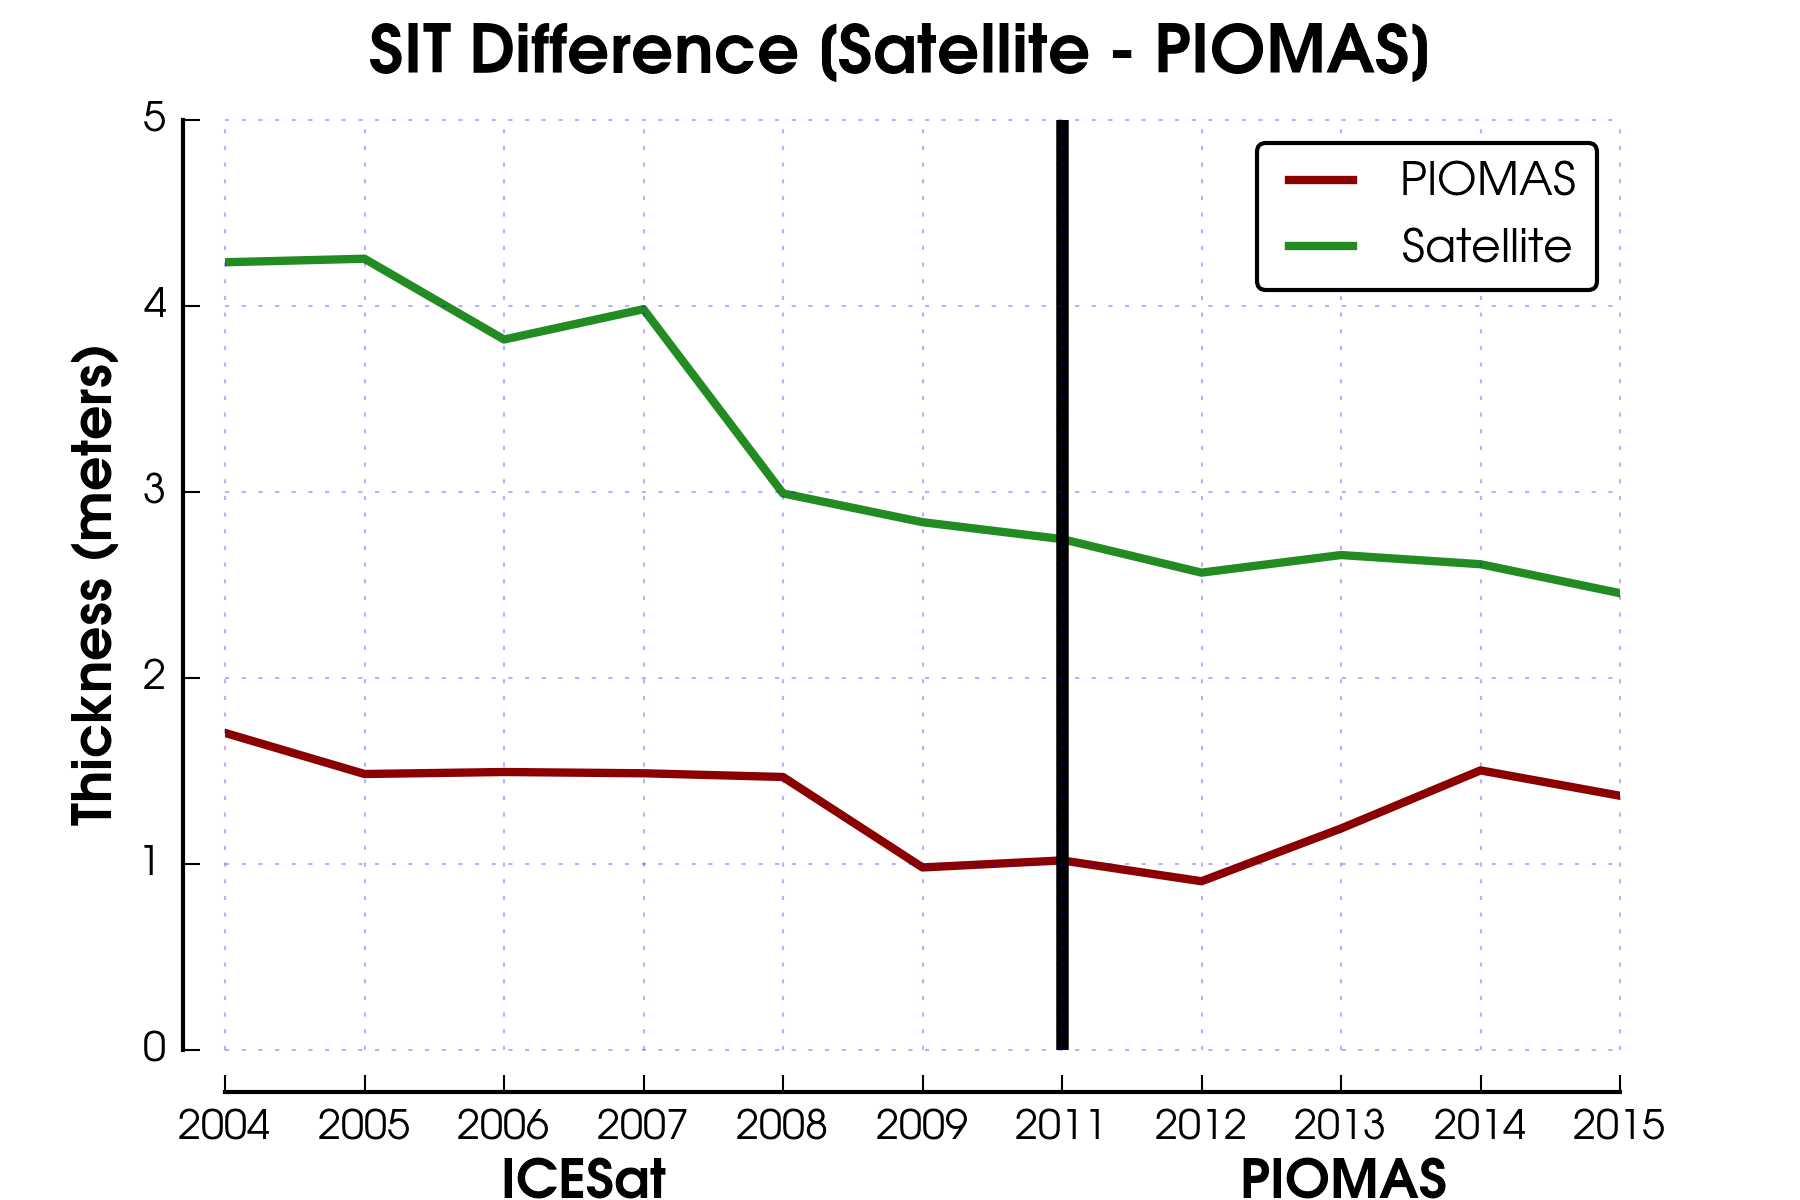 SIT Difference (Satellite - PIOMAS)
Thickness (meters)
5
4
3
2
1
0
PIOMAS
Satellite
2004 2005 2006 2007 2008 2009 2011 2012 2013 2014 2015
ICESat PIOMAS